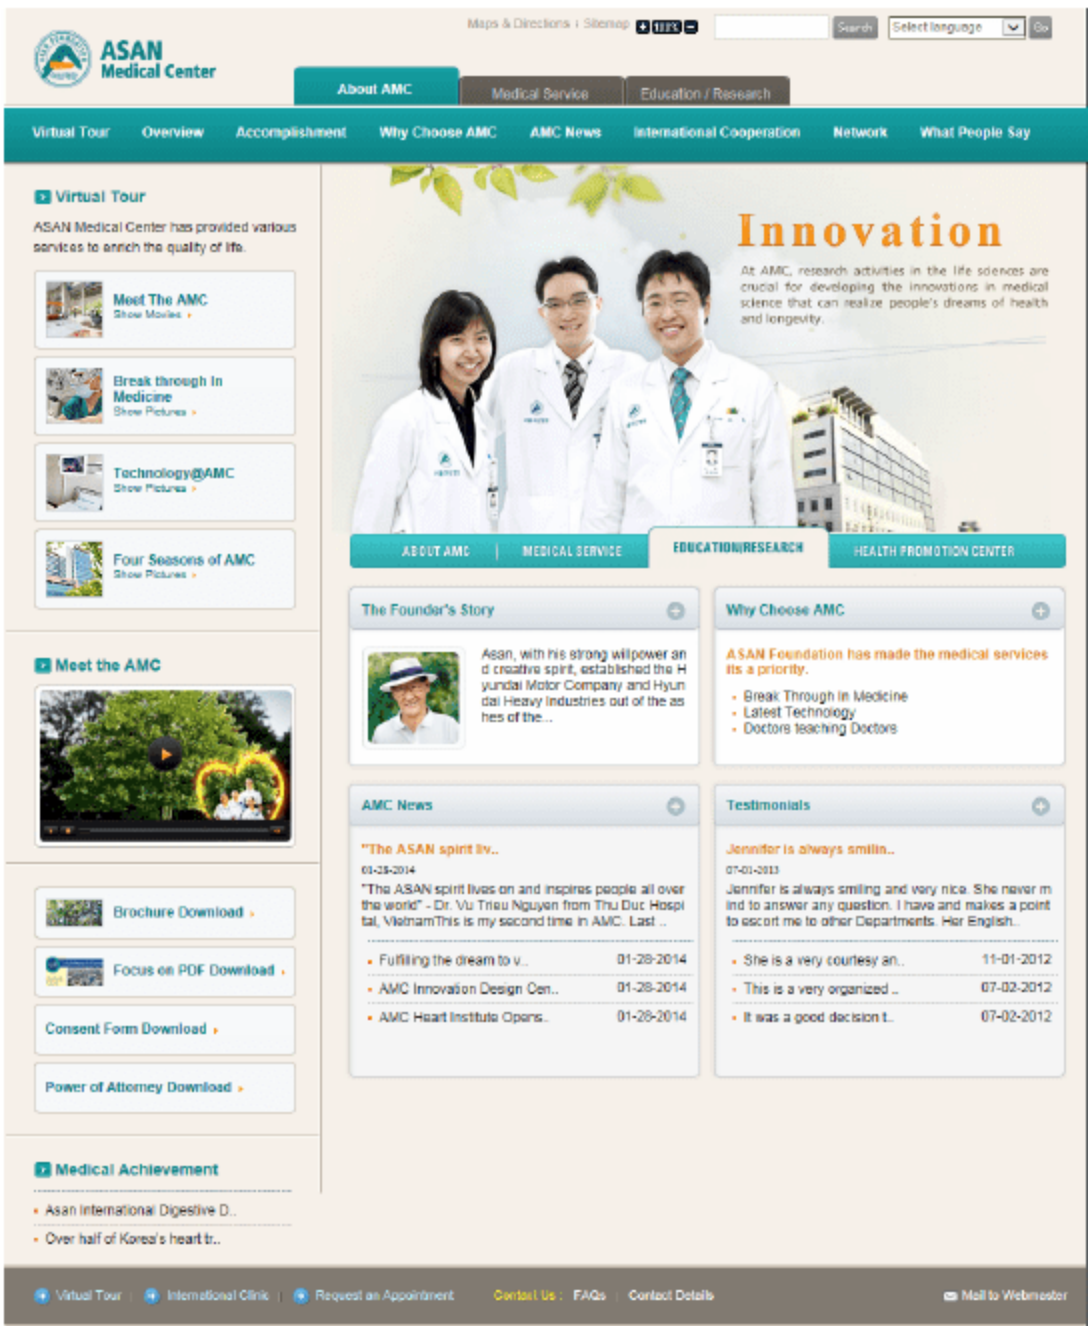 Maps & Directions | Sitemap
Search
Select language
Go
ASAN
Medical Center
About AMC
Medical Service
Education / Research
Virtual Tour
Overview
Accomplishment
Why Choose AMC
AMC News
International Cooperation
Network
What People Say
Virtual Tour
ASAN Medical Center has provided various
services to enrich the quality of life.
Meet The AMC
Show Movies
Break through In
Medicine
Show Pictures
Technology@AMC
Show Pictures
Four Seasons of AMC
Show Pictures
Meet the AMC
Brochure Download
Focus on PDF Download
Consent Form Download
Power of Attorney Download
Medical Achievement
Asan International Digestive D..
Over half of Korea's heart tr..
Innovation
At AMC, research activities in the life sciences are
crucial for developing the innovations in medical
science that can realize people's dreams of health
and longevity.
ABOUT AMC
MEDICAL SERVICE
EDUCATION/RESEARCH
HEALTH PROMOTION CENTER
The Founder's Story
Asan, with his strong willpower an
d creative spirit, established the H
yundai Motor Company and Hyun
dai Heavy Industries out of the as
hes of the...
Why Choose AMC
ASAN Foundation has made the medical services
its a priority.
Break Through In Medicine
Latest Technology
Doctors teaching Doctors
AMC News
"The ASAN spirit liv..
01-28-2014
"The ASAN spirit lives on and inspires people all over
the world" - Dr. Vu Trieu Nguyen from Thu Duc Hospi
tal, VietnamThis is my second time in AMC. Last ..
Fulfilling the dream to v.. 01-28-2014
AMC Innovation Design Cen.. 01-28-2014
AMC Heart Institute Opens.. 01-28-2014
Testimonials
Jennifer is always smilin..
07-01-2013
Jennifer is always smiling and very nice. She never m
ind to answer any question. I have and makes a point
to escort me to other Departments. Her English..
She is a very courtesy an.. 11-01-2012
This is a very organized .. 07-02-2012
It was a good decision t.. 07-02-2012
Virtual Tour
International Clinic
Request an Appointment
Contact Us : FAQs | Contact Details
Mail to Webmaster